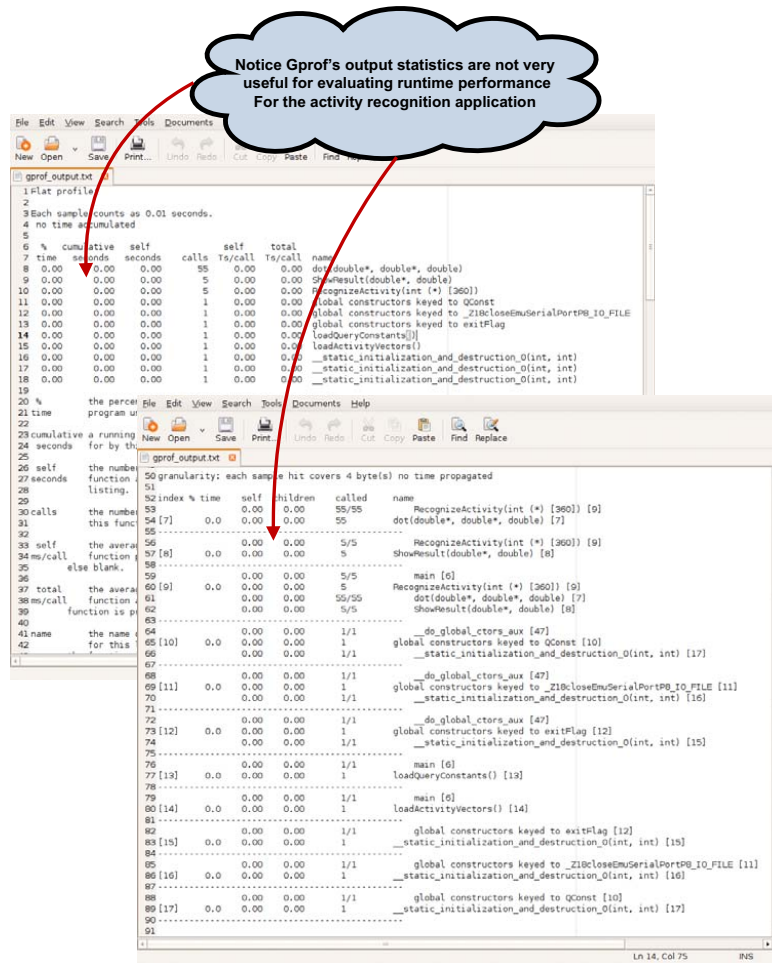 Notice Gprof's output statistics are not very
useful for evaluating runtime performance
For the activity recognition application
File Edit View Search Tools Documents
New Open Save Print... Undo Redo Cut Copy Paste Find
gprof_output.txt
1 Flat profile
2
3 Each sample counts as 0.01 seconds.
4 no time accumulated
5
6 % cumulative self self total
7 time seconds seconds calls Ts/call Ts/call name
8 0.00 0.00 0.00 55 0.00 0.00 dot(double*, double*, double)
9 0.00 0.00 0.00 5 0.00 0.00 ShowResult(double*, double)
10 0.00 0.00 0.00 5 0.00 0.00 RecognizeActivity(int (*) [360])
11 0.00 0.00 0.00 1 0.00 0.00 global constructors keyed to QConst
12 0.00 0.00 0.00 1 0.00 0.00 global constructors keyed to _Z18closeEmuSerialPortP8_IO_FILE
13 0.00 0.00 0.00 1 0.00 0.00 global constructors keyed to exitFlag
14 0.00 0.00 0.00 1 0.00 0.00 loadQueryConstants()
15 0.00 0.00 0.00 1 0.00 0.00 loadActivityVectors()
16 0.00 0.00 0.00 1 0.00 0.00 __static_initialization_and_destruction_0(int, int)
17 0.00 0.00 0.00 1 0.00 0.00 __static_initialization_and_destruction_0(int, int)
18 0.00 0.00 0.00 1 0.00 0.00 __static_initialization_and_destruction_0(int, int)
19
20 % the percen
21 time program us
22
23 cumulative a running
24 seconds for by thi
25
26 self the number
27 seconds function a
28 listing.
29
30 calls the number
31 this func
32
33 self the avera
34 ms/call function p
35 else blank.
36
37 total the avera
38 ms/call function a
39 function is p
40
41 name the name
42 for this
File Edit View Search Tools Documents Help
New Open Save Print... Undo Redo Cut Copy Paste Find Replace
gprof_output.txt
50 granularity: each sample hit covers 4 byte(s) no time propagated
51
52 index % time self children called name
53 0.00 0.00 55/55 RecognizeActivity(int (*) [360]) [9]
54 [7] 0.0 0.00 0.00 55 dot(double*, double*, double) [7]
55 -----------------------------------------------
56 0.00 0.00 5/5 RecognizeActivity(int (*) [360]) [9]
57 [8] 0.0 0.00 0.00 5 ShowResult(double*, double) [8]
58 -----------------------------------------------
59 0.00 0.00 5/5 main [6]
60 [9] 0.0 0.00 0.00 5 RecognizeActivity(int (*) [360]) [9]
61 0.00 0.00 55/55 dot(double*, double*, double) [7]
62 0.00 0.00 5/5 ShowResult(double*, double) [8]
63 -----------------------------------------------
64 0.00 0.00 1/1 __do_global_ctors_aux [47]
65 [10] 0.0 0.00 0.00 1 global constructors keyed to QConst [10]
66 0.00 0.00 1/1 __static_initialization_and_destruction_0(int, int) [17]
67 -----------------------------------------------
68 0.00 0.00 1/1 __do_global_ctors_aux [47]
69 [11] 0.0 0.00 0.00 1 global constructors keyed to _Z18closeEmuSerialPortP8_IO_FILE [11]
70 0.00 0.00 1/1 __static_initialization_and_destruction_0(int, int) [16]
71 -----------------------------------------------
72 0.00 0.00 1/1 __do_global_ctors_aux [47]
73 [12] 0.0 0.00 0.00 1 global constructors keyed to exitFlag [12]
74 0.00 0.00 1/1 __static_initialization_and_destruction_0(int, int) [15]
75 -----------------------------------------------
76 0.00 0.00 1/1 main [6]
77 [13] 0.0 0.00 0.00 1 loadQueryConstants() [13]
78 -----------------------------------------------
79 0.00 0.00 1/1 main [6]
80 [14] 0.0 0.00 0.00 1 loadActivityVectors() [14]
81 -----------------------------------------------
82 0.00 0.00 1/1 global constructors keyed to exitFlag [12]
83 [15] 0.0 0.00 0.00 1 __static_initialization_and_destruction_0(int, int) [15]
84 -----------------------------------------------
85 0.00 0.00 1/1 global constructors keyed to _Z18closeEmuSerialPortP8_IO_FILE [11]
86 [16] 0.0 0.00 0.00 1 __static_initialization_and_destruction_0(int, int) [16]
87 -----------------------------------------------
88 0.00 0.00 1/1 global constructors keyed to QConst [10]
89 [17] 0.0 0.00 0.00 1 __static_initialization_and_destruction_0(int, int) [17]
90 -----------------------------------------------
91
Ln 14, Col 75 INS